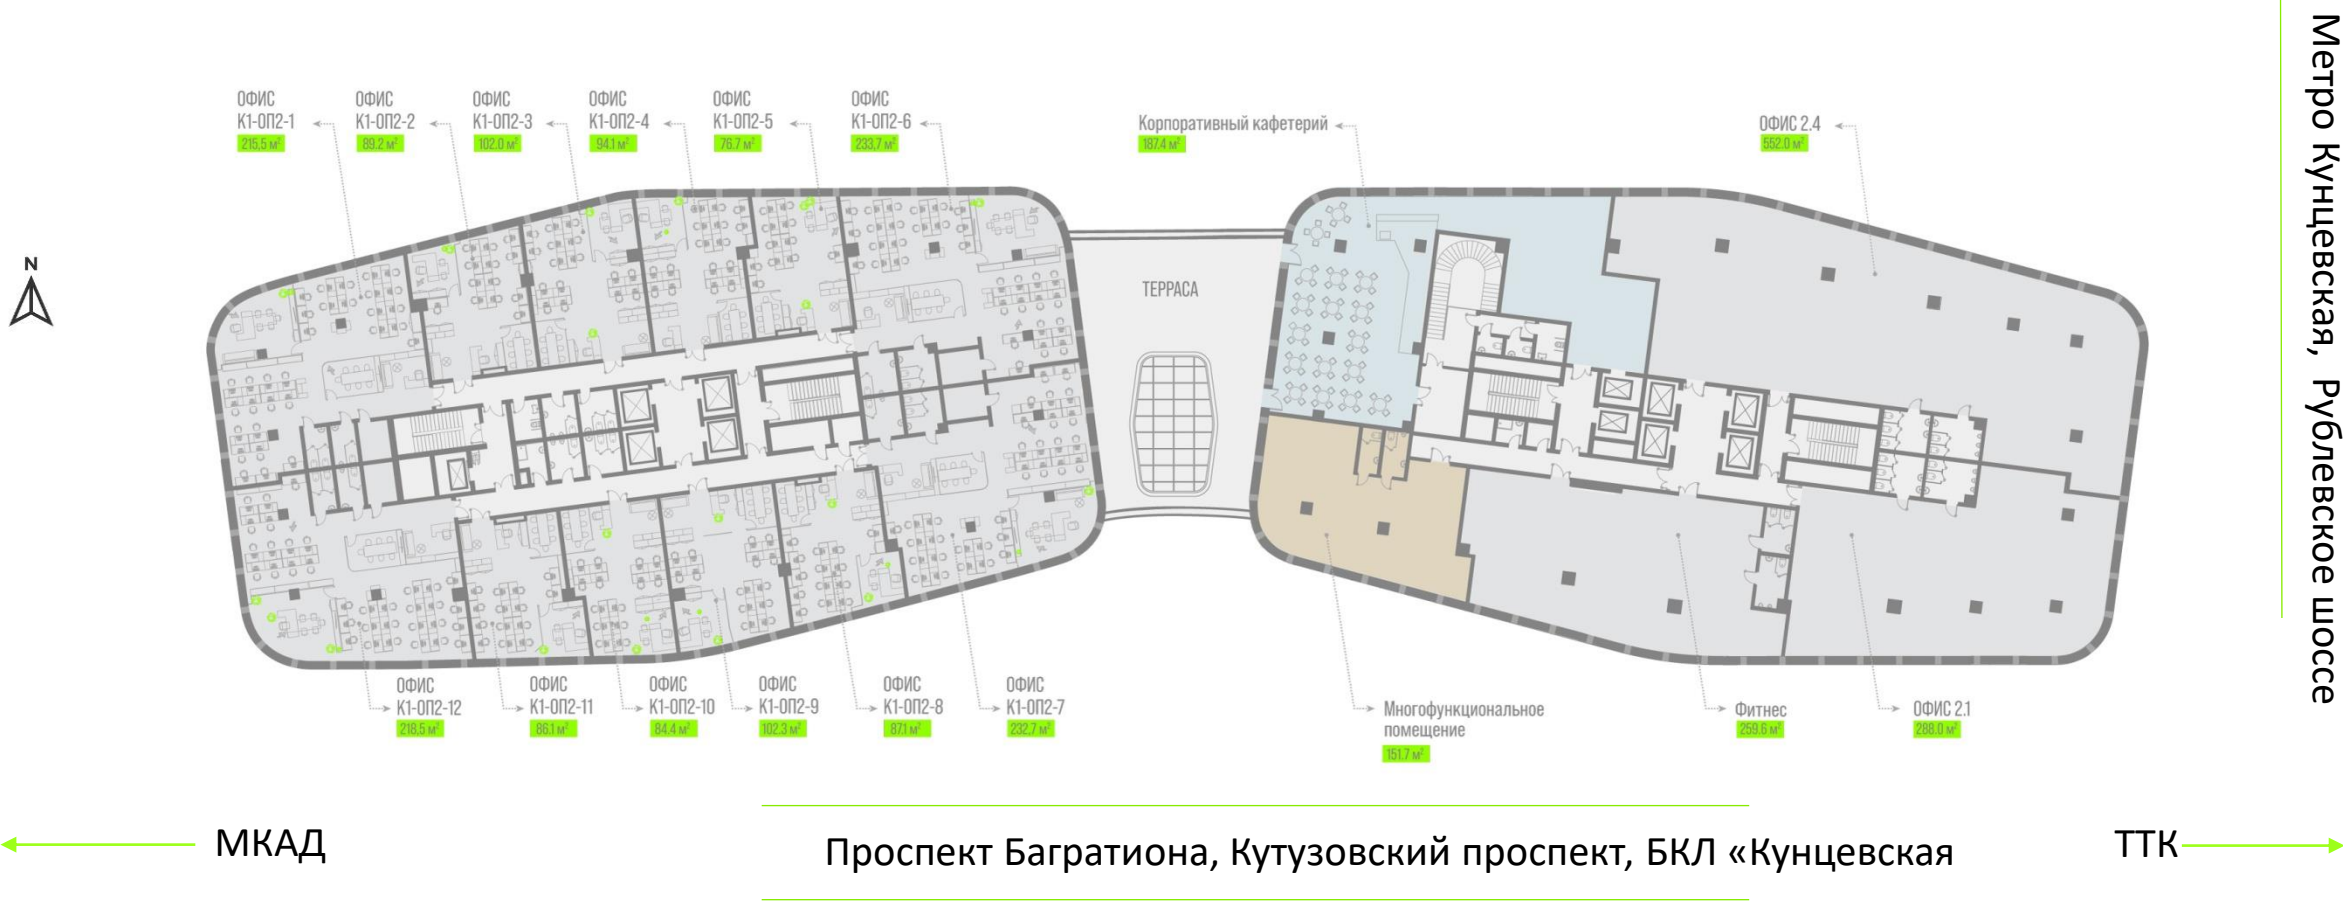 ОФИС
К1-ОП2-1
215,5 м²
ОФИС
К1-ОП2-2
89.2 м²
ОФИС
К1-ОП2-3
102.0 м²
ОФИС
К1-ОП2-4
94.1 м²
ОФИС
К1-ОП2-5
76.7 м²
ОФИС
К1-ОП2-6
233,7 м²
Корпоративный кафетерий
187.4 м²
ОФИС 2.4
552.0 м²
Метро Кунцевская, Рублевское шоссе
N
ТЕРРАСА
ОФИС
К1-ОП2-12
218,5 м²
ОФИС
К1-ОП2-11
86.1 м²
ОФИС
К1-ОП2-10
84,4 м²
ОФИС
К1-ОП2-9
102.3 м²
ОФИС
К1-ОП2-8
87.1 м²
ОФИС
К1-ОП2-7
232,7 м²
Многофункциональное
помещение
151.7 м²
Фитнес
259.6 м²
ОФИС 2.1
288.0 м²
МКАД
Проспект Багратиона, Кутузовский проспект, БКЛ «Кунцевская
ТТК